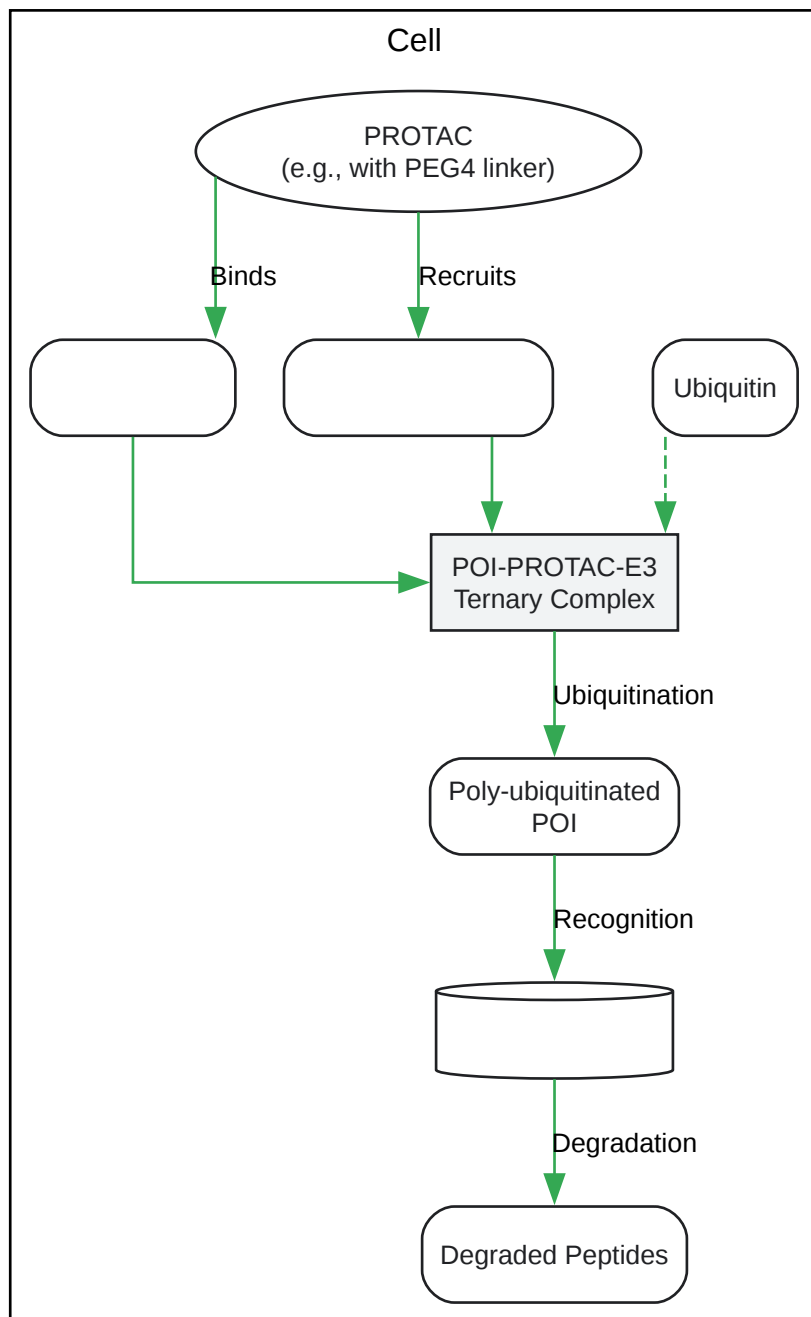 Cell
PROTAC
(e.g., with PEG4 linker)
Binds
Recruits
Ubiquitin
POI-PROTAC-E3
Ternary Complex
Ubiquitination
Poly-ubiquitinated
POI
Recognition
Degradation
Degraded Peptides